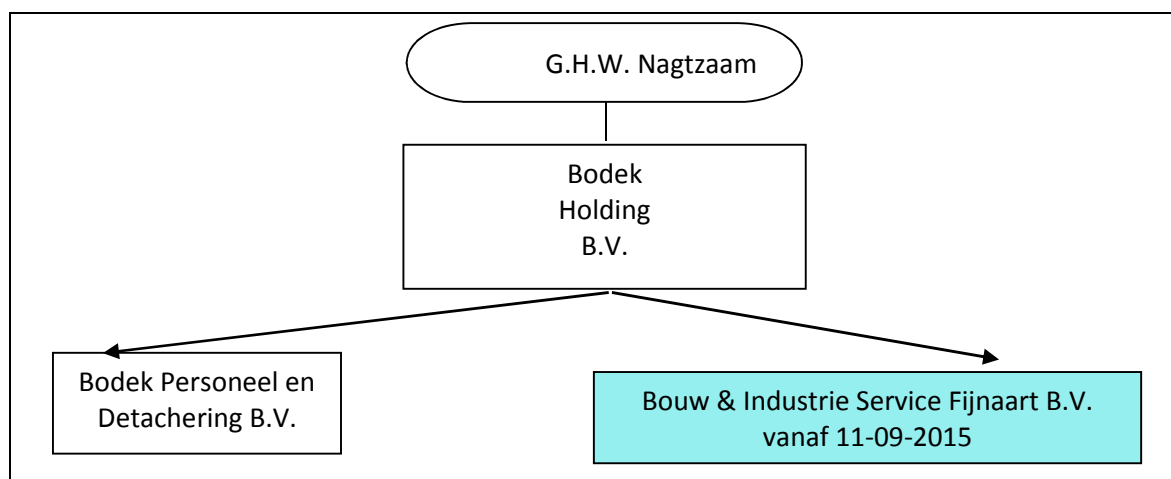 G.H.W. Nagtzaam
Bodek
Holding
B.V.
Bodek Personeel en
Detachering B.V.
Bouw & Industrie Service Fijnaart B.V.
vanaf 11-09-2015